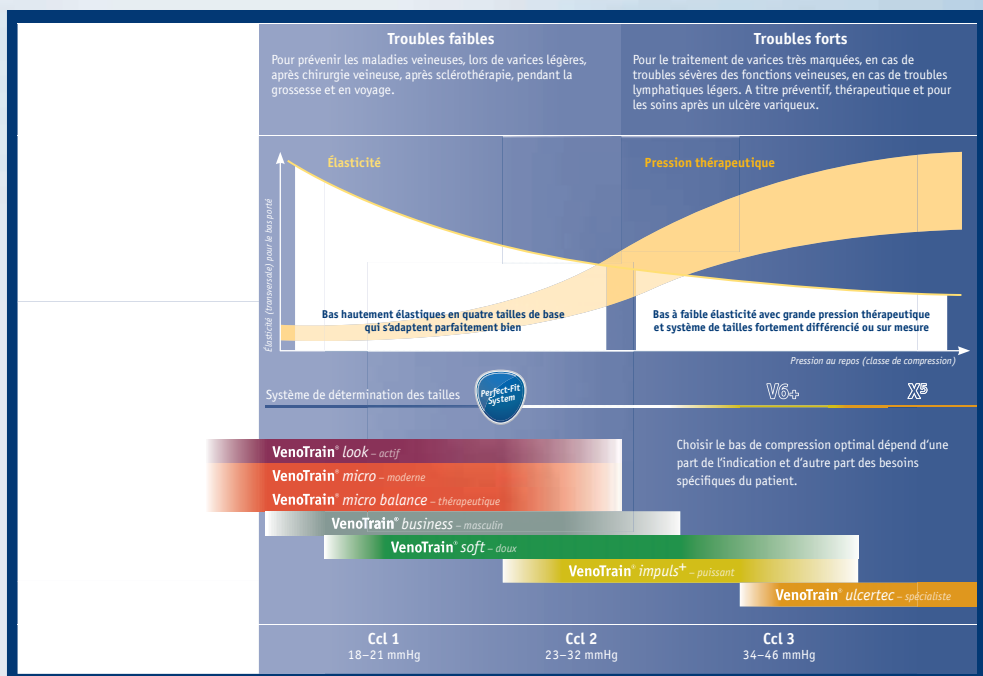 Troubles faibles
Pour prévenir les maladies veineuses, lors de varices légères,
après chirurgie veineuse, après sclérothérapie, pendant la
grossesse et en voyage.
Troubles forts
Pour le traitement de varices très marquées, en cas de
troubles sévères des fonctions veineuses, en cas de troubles
lymphatiques légers. A titre préventif, thérapeutique et pour
les soins après un ulcère variqueux.
Élasticité
Pression thérapeutique
Élasticité (transversale) pour le bas porté
Bas hautement élastiques en quatre tailles de base
qui s'adaptent parfaitement bien
Bas à faible élasticité avec grande pression thérapeutique
et système de tailles fortement différencié ou sur mesure
Pression au repos (classe de compression)
Système de détermination des tailles
Perfect-Fit
System
V6+
X5
VenoTrain® look – actif
VenoTrain® micro – moderne
VenoTrain® micro balance – thérapeutique
VenoTrain® business – masculin
VenoTrain® soft – doux
VenoTrain® impuls+ – puissant
VenoTrain® ulcertec – spécialiste
Choisir le bas de compression optimal dépend d'une
part de l'indication et d'autre part des besoins
spécifiques du patient.
Ccl 1
18–21 mmHg
Ccl 2
23–32 mmHg
Ccl 3
34–46 mmHg